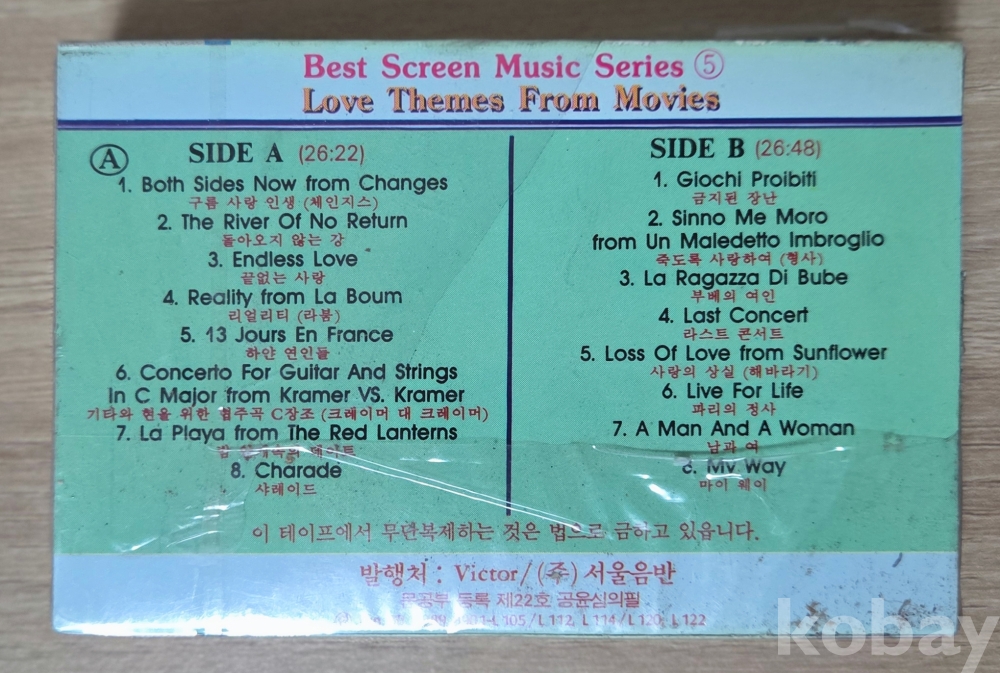 Best Screen Music Series ⑤
Love Themes From Movies
Ⓐ SIDE A (26:22)
1. Both Sides Now from Changes
구름 사랑 인생 (체인지스)
2. The River Of No Return
돌아오지 않는 강
3. Endless Love
끝없는 사랑
4. Reality from La Boum
리얼리티 (라붐)
5. 13 Jours En France
하얀 연인들
6. Concerto For Guitar And Strings
In C Major from Kramer VS. Kramer
기타와 현을 위한 협주곡 C장조 (크레이머 대 크레이머)
7. La Playa from The Red Lanterns
밤 데이트
8. Charade
샤레이드
SIDE B (26:48)
1. Giochi Proibiti
금지된 장난
2. Sinno Me Moro
from Un Maledetto Imbroglio
죽도록 사랑하여 (형사)
3. La Ragazza Di Bube
부베의 여인
4. Last Concert
라스트 콘서트
5. Loss Of Love from Sunflower
사랑의 상실 (해바라기)
6. Live For Life
파리의 정사
7. A Man And A Woman
남과 여
8. My Way
마이 웨이
이 테이프에서 무단복제하는 것은 법으로 금하고 있읍니다.
발행처 : Victor/(주)서울음반
문공부 등록 제22호 공윤심의필
L 105/L 112, L 114/L 120, L 122
kobay